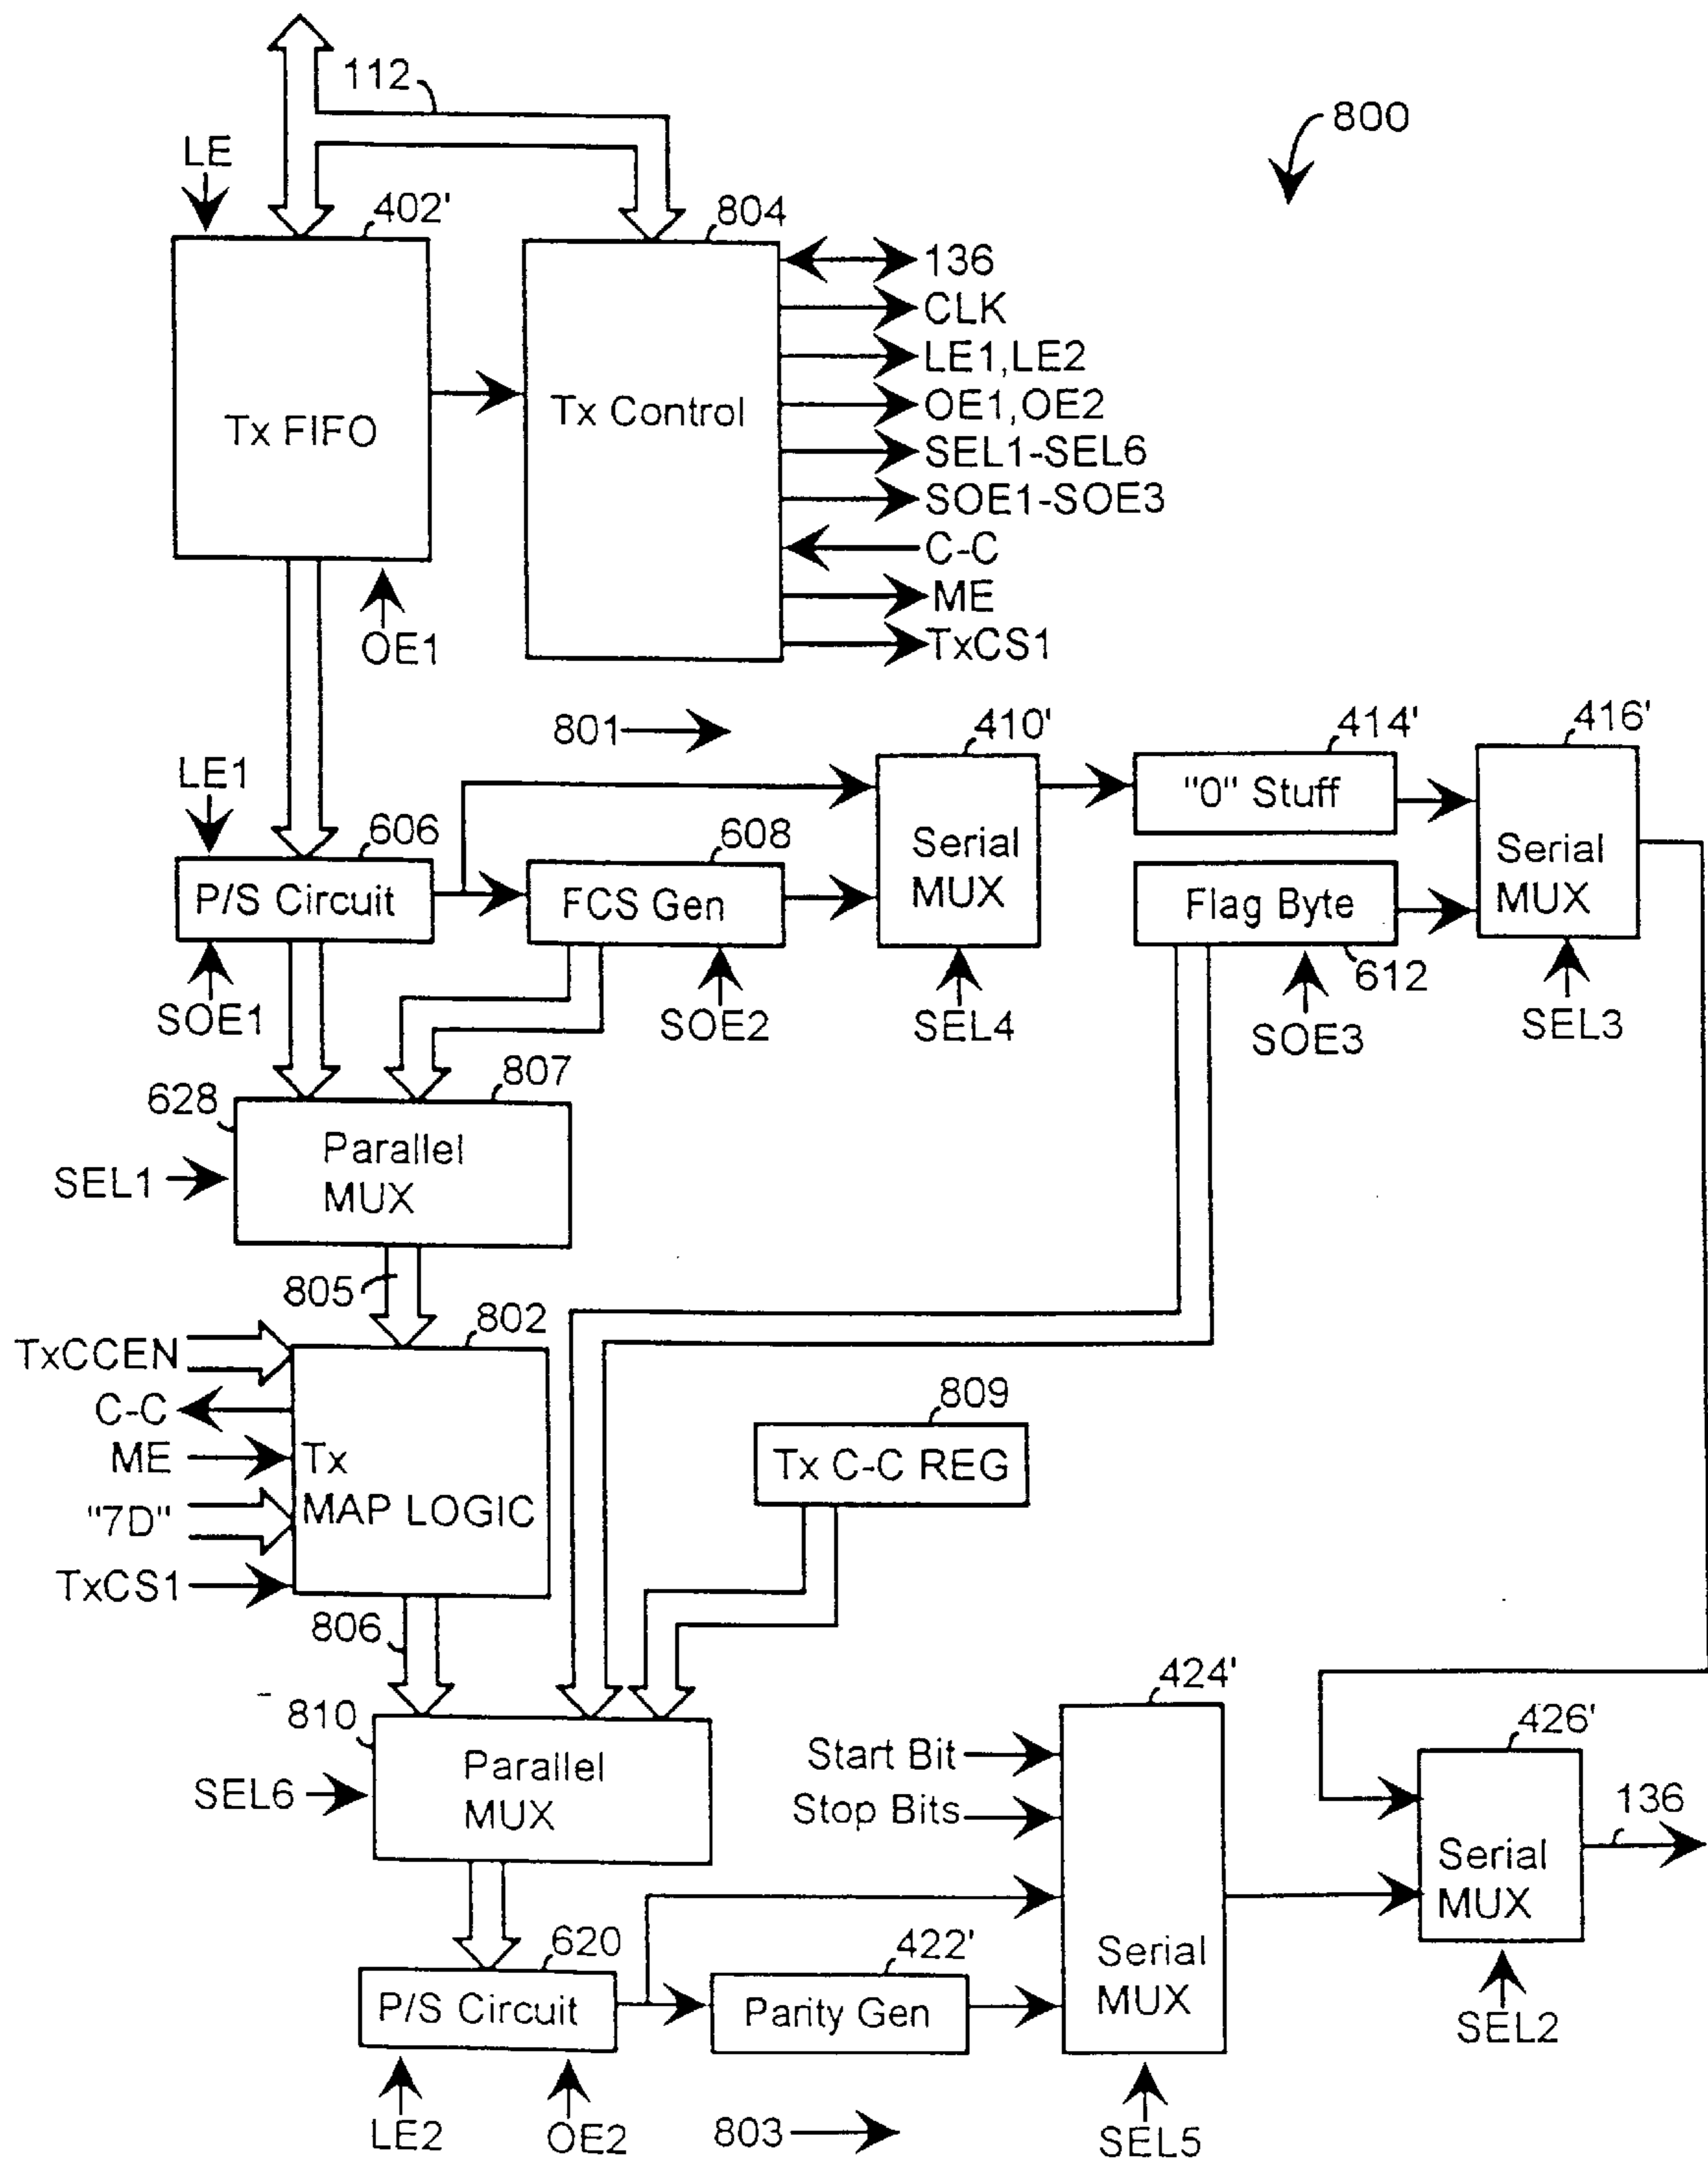 112
800
LE
402'
804
136
CLK
LE1,LE2
OE1,OE2
SEL1-SEL6
SOE1-SOE3
C-C
ME
TxCS1
Tx FIFO
Tx Control
OE1
801
410'
414'
416'
LE1
606
608
"0" Stuff
Serial
MUX
Serial
MUX
P/S Circuit
FCS Gen
Flag Byte
612
SOE1
SOE2
SEL4
SOE3
SEL3
628
807
Parallel
MUX
SEL1
805
802
TxCCEN
C-C
ME
"7D"
TxCS1
Tx
MAP LOGIC
809
Tx C-C REG
806
810
424'
426'
Parallel
MUX
SEL6
Start Bit
Stop Bits
136
Serial
MUX
620
422'
Serial
MUX
P/S Circuit
Parity Gen
SEL2
LE2
OE2
803
SEL5